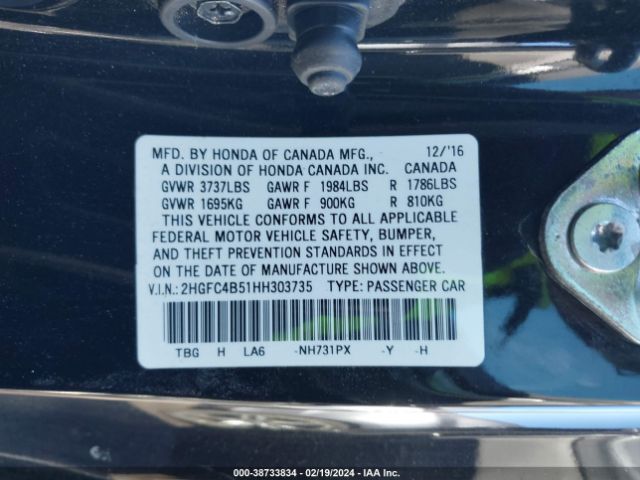 MFD. BY HONDA OF CANADA MFG., 12/'16
A DIVISION OF HONDA CANADA INC. CANADA
GVWR 3737LBS GAWR F 1984LBS R 1786LBS
GVWR 1695KG GAWR F 900KG R 810KG
THIS VEHICLE CONFORMS TO ALL APPLICABLE
FEDERAL MOTOR VEHICLE SAFETY, BUMPER,
AND THEFT PREVENTION STANDARDS IN EFFECT
ON THE DATE OF MANUFACTURE SHOWN ABOVE.
V.I.N.: 2HGFC4B51HH303735 TYPE: PASSENGER CAR
TBG H LA6 -NH731PX -Y -H
000-38733834 - 02/19/2024 - IAA Inc.